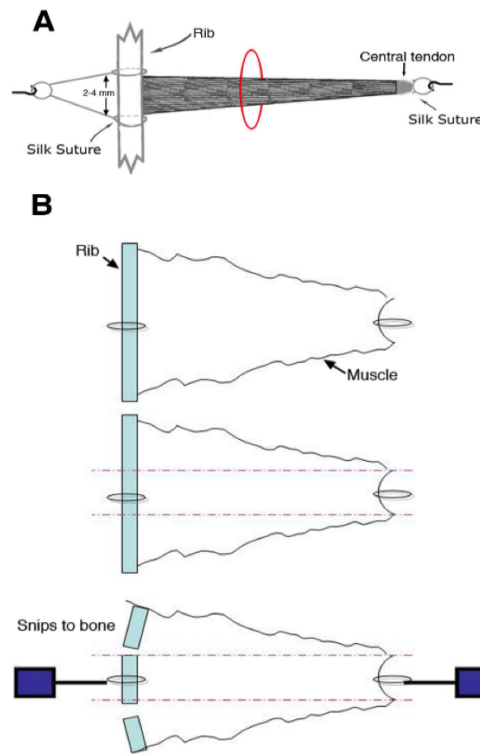 A
Rib
Central tendon
2-4 mm
Silk Suture
Silk Suture
B
Rib
Muscle
Snips to bone